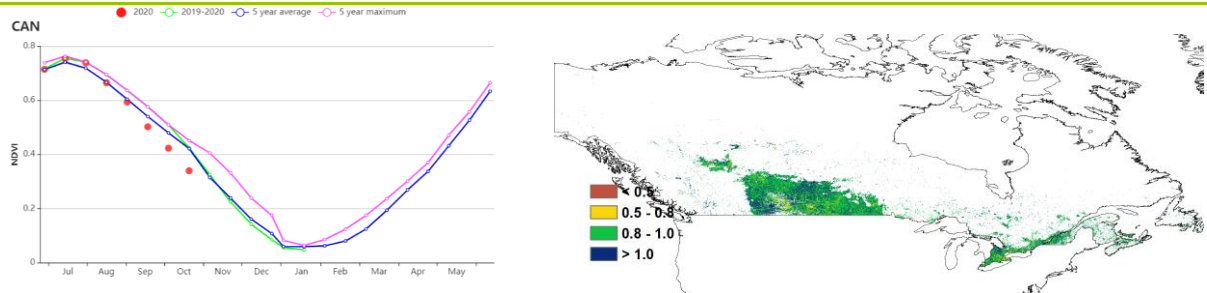 2020 2019-2020 5 year average 5 year maximum
CAN
0.8
0.6
0.4
0.2
0
NDVI
Jul Aug Sep Oct Nov Dec Jan Feb Mar Apr May
< 0.5
0.5 - 0.8
0.8 - 1.0
> 1.0